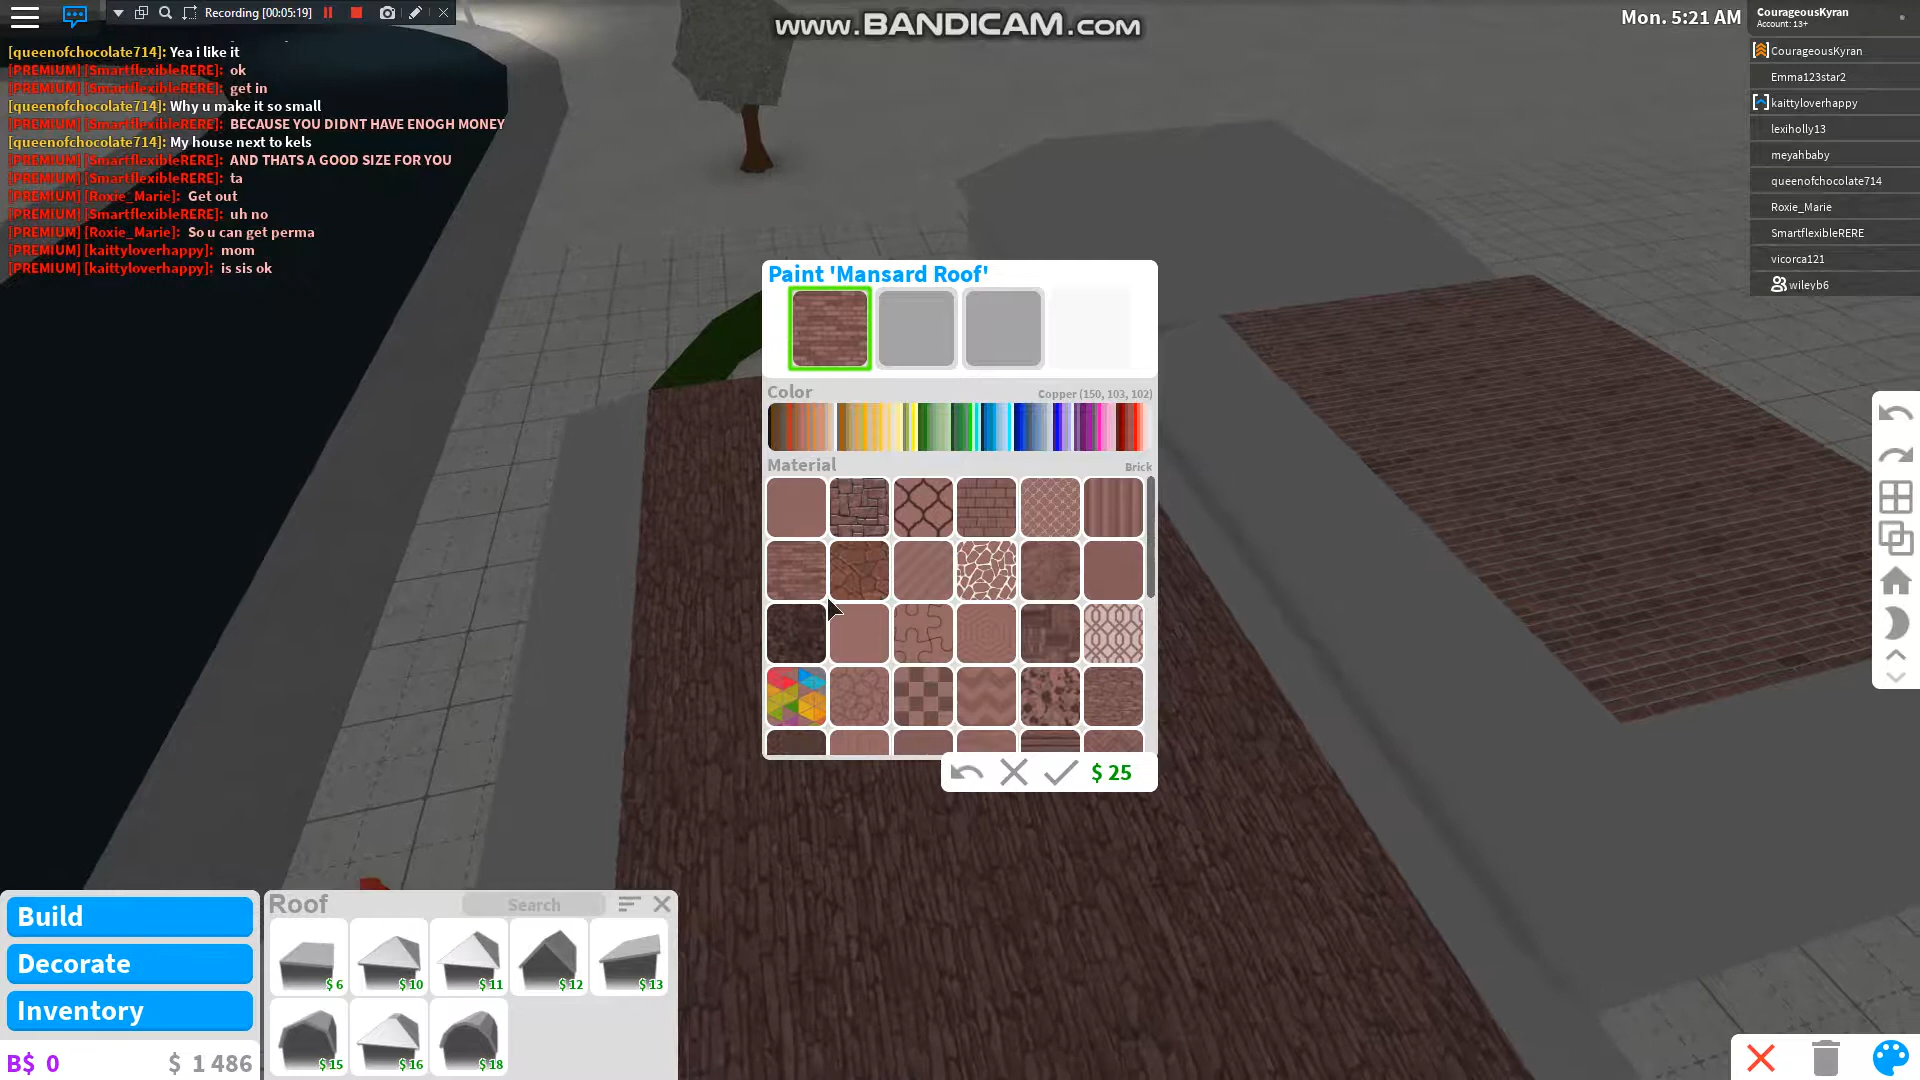 Recording [00:05:19]
www.BANDICAM.com
Mon. 5:21 AM
CourageousKyran
Account: 13+
[queenofchocolate714]: Yea i like it
[PREMIUM] [SmartflexibleRERE]: ok
[PREMIUM] [SmartflexibleRERE]: get in
[queenofchocolate714]: Why u make it so small
[PREMIUM] [SmartflexibleRERE]: BECAUSE YOU DIDNT HAVE ENOGH MONEY
[queenofchocolate714]: My house next to kels
[PREMIUM] [SmartflexibleRERE]: AND THATS A GOOD SIZE FOR YOU
[PREMIUM] [SmartflexibleRERE]: ta
[PREMIUM] [Roxie_Marie]: Get out
[PREMIUM] [SmartflexibleRERE]: uh no
[PREMIUM] [Roxie_Marie]: So u can get perma
[PREMIUM] [kaittyloverhappy]: mom
[PREMIUM] [kaittyloverhappy]: is sis ok
CourageousKyran
Emma123star2
kaittyloverhappy
lexiholly13
meyahbaby
queenofchocolate714
Roxie_Marie
SmartflexibleRERE
vicorca121
wileyb6
Paint 'Mansard Roof'
Color Copper (150, 103, 102)
Material Brick
$ 25
Build
Decorate
Inventory
B$ 0 $ 1 486
Roof Search
$ 6 $ 10 $ 11 $ 12 $ 13
$ 15 $ 16 $ 18